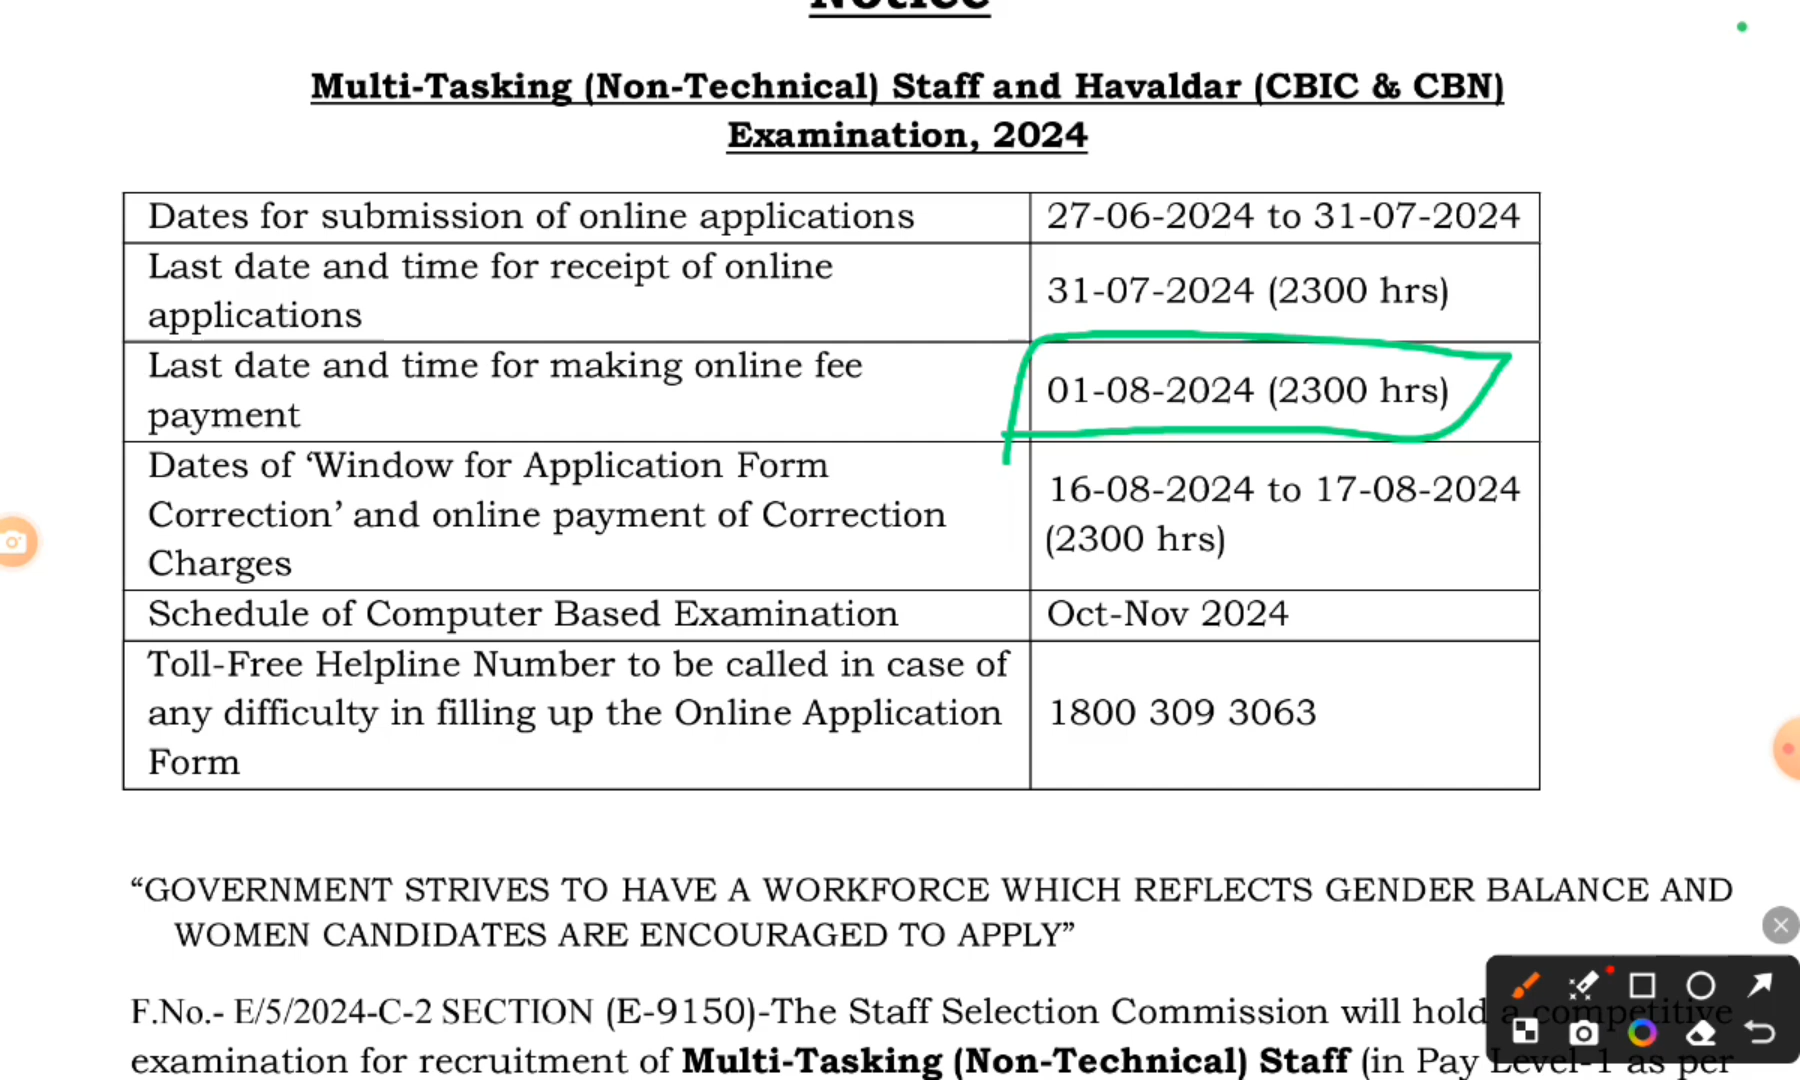 Notice
Multi-Tasking (Non-Technical) Staff and Havaldar (CBIC & CBN)
Examination, 2024
Dates for submission of online applications
27-06-2024 to 31-07-2024
Last date and time for receipt of online
applications
31-07-2024 (2300 hrs)
Last date and time for making online fee
payment
01-08-2024 (2300 hrs)
Dates of ‘Window for Application Form
Correction’ and online payment of Correction
Charges
16-08-2024 to 17-08-2024
(2300 hrs)
Schedule of Computer Based Examination
Oct-Nov 2024
Toll-Free Helpline Number to be called in case of
any difficulty in filling up the Online Application
Form
1800 309 3063
“GOVERNMENT STRIVES TO HAVE A WORKFORCE WHICH REFLECTS GENDER BALANCE AND
WOMEN CANDIDATES ARE ENCOURAGED TO APPLY”
F.No.- E/5/2024-C-2 SECTION (E-9150)-The Staff Selection Commission will hold a competitive
examination for recruitment of Multi-Tasking (Non-Technical) Staff (in Pay Level-1 as per